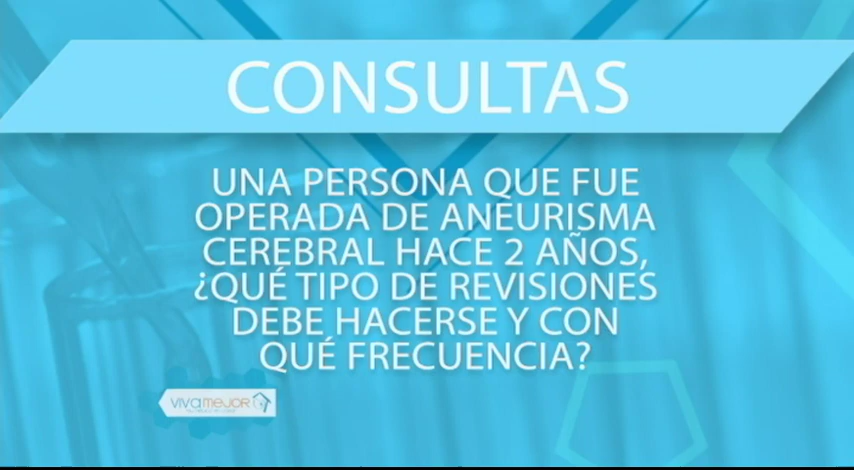 CONSULTAS
UNA PERSONA QUE FUE
OPERADA DE ANEURISMA
CEREBRAL HACE 2 AÑOS,
¿QUÉ TIPO DE REVISIONES
DEBE HACERSE Y CON
QUÉ FRECUENCIA?
VIVAMEJOR